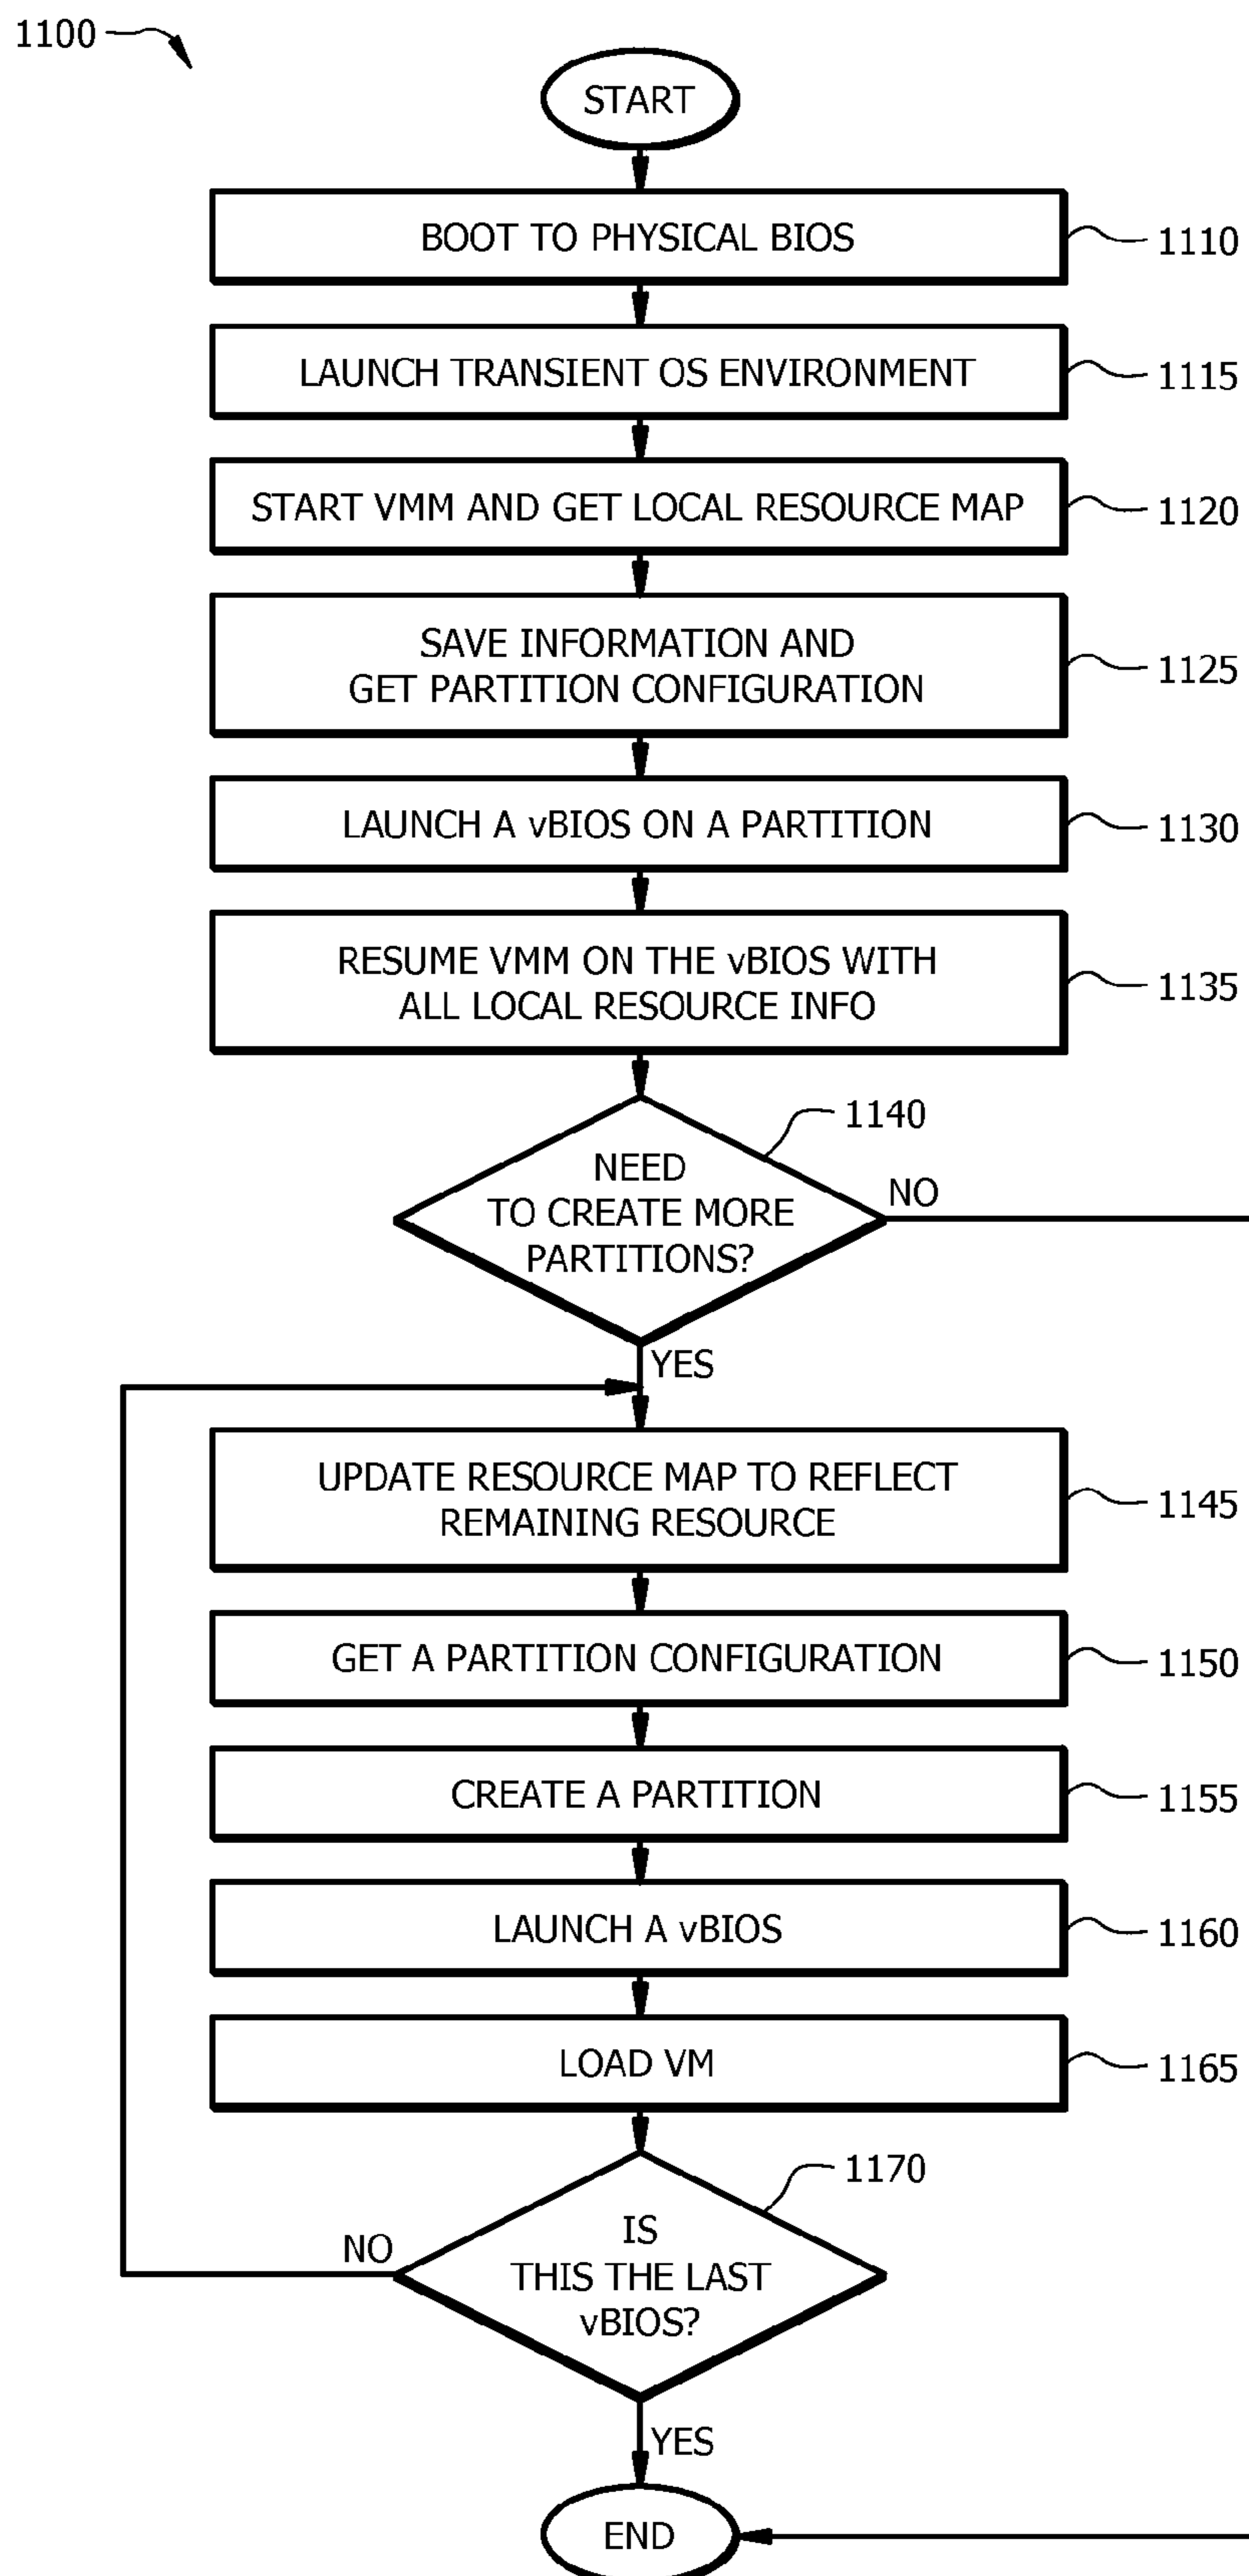 1100
START
BOOT TO PHYSICAL BIOS
1110
LAUNCH TRANSIENT OS ENVIRONMENT
1115
START VMM AND GET LOCAL RESOURCE MAP
1120
SAVE INFORMATION AND
GET PARTITION CONFIGURATION
1125
LAUNCH A vBIOS ON A PARTITION
1130
RESUME VMM ON THE vBIOS WITH
ALL LOCAL RESOURCE INFO
1135
1140
NEED
TO CREATE MORE
PARTITIONS?
NO
YES
UPDATE RESOURCE MAP TO REFLECT
REMAINING RESOURCE
1145
GET A PARTITION CONFIGURATION
1150
CREATE A PARTITION
1155
LAUNCH A vBIOS
1160
LOAD VM
1165
1170
IS
THIS THE LAST
vBIOS?
NO
YES
END